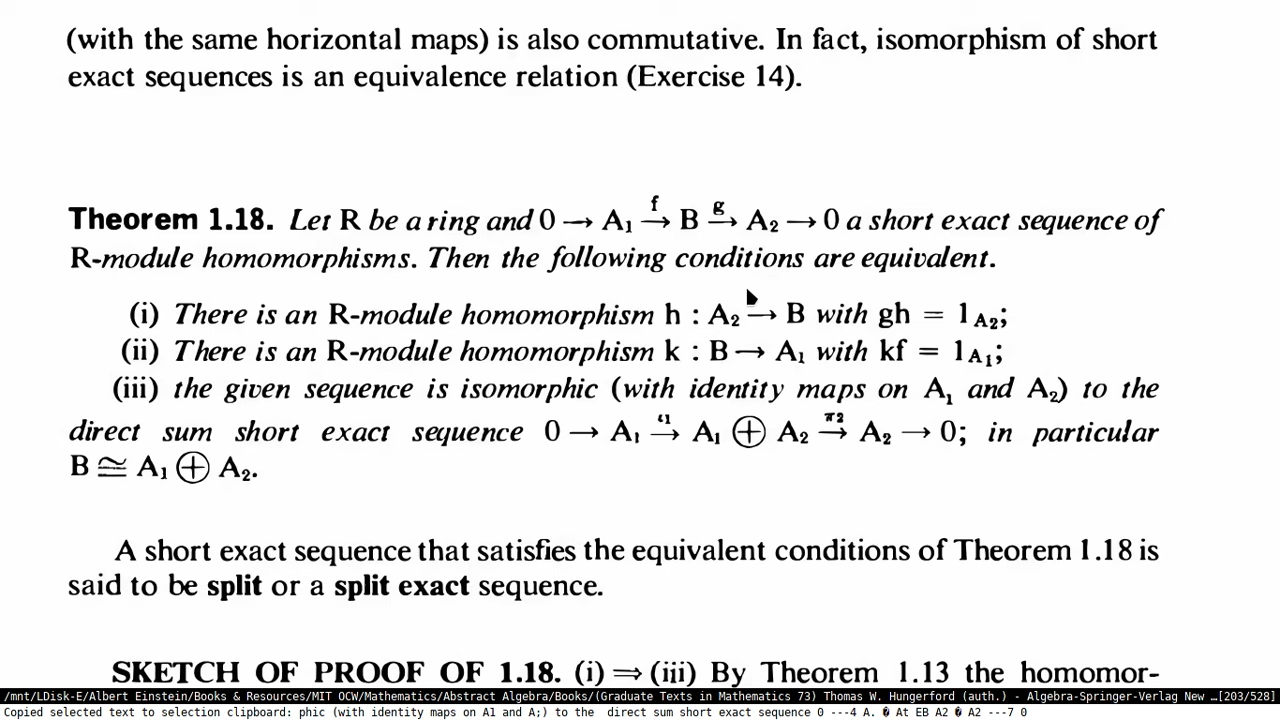 (with the same horizontal maps) is also commutative. In fact, isomorphism of short
exact sequences is an equivalence relation (Exercise 14).
Theorem 1.18. Let R be a ring and 0 → A₁ →ᶠ B →ᵍ A₂ → 0 a short exact sequence of
R-module homomorphisms. Then the following conditions are equivalent.
(i) There is an R-module homomorphism h : A₂ → B with gh = 1_A₂;
(ii) There is an R-module homomorphism k : B → A₁ with kf = 1_A₁;
(iii) the given sequence is isomorphic (with identity maps on A₁ and A₂) to the
direct sum short exact sequence 0 → A₁ →^ι1 A₁ ⊕ A₂ →^π2 A₂ → 0; in particular
B ≅ A₁ ⊕ A₂.
A short exact sequence that satisfies the equivalent conditions of Theorem 1.18 is
said to be split or a split exact sequence.
SKETCH OF PROOF OF 1.18. (i) ⇒ (iii) By Theorem 1.13 the homomor-
/mnt/LDisk-E/Albert Einstein/Books & Resources/MIT OCW/Mathematics/Abstract Algebra/Books/(Graduate Texts in Mathematics 73) Thomas W. Hungerford (auth.) - Algebra-Springer-Verlag New …[203/528]
Copied selected text to selection clipboard: phic (with identity maps on A1 and A;) to the direct sum short exact sequence 0 ---4 A. � At EB A2 � A2 ---7 0